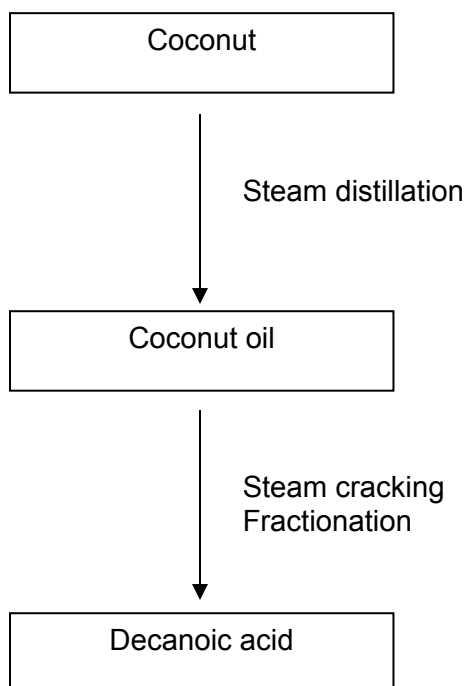 Coconut
Steam distillation
Coconut oil
Steam cracking
Fractionation
Decanoic acid